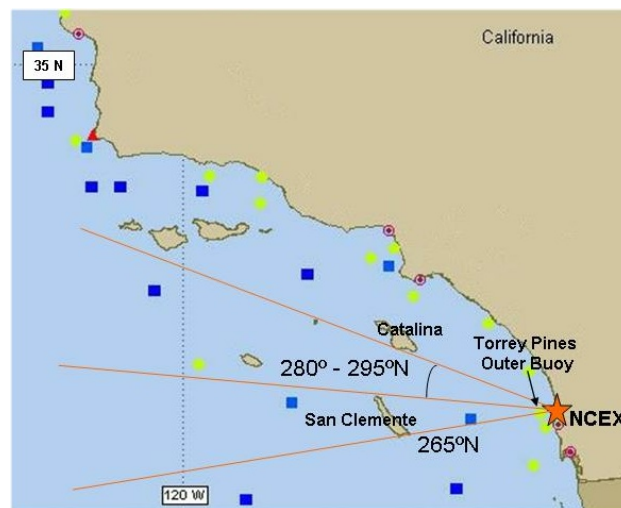 California
35 N
Catalina
Torrey Pines
Outer Buoy
280º - 295ºN
San Clemente
NCEX
265ºN
120 W